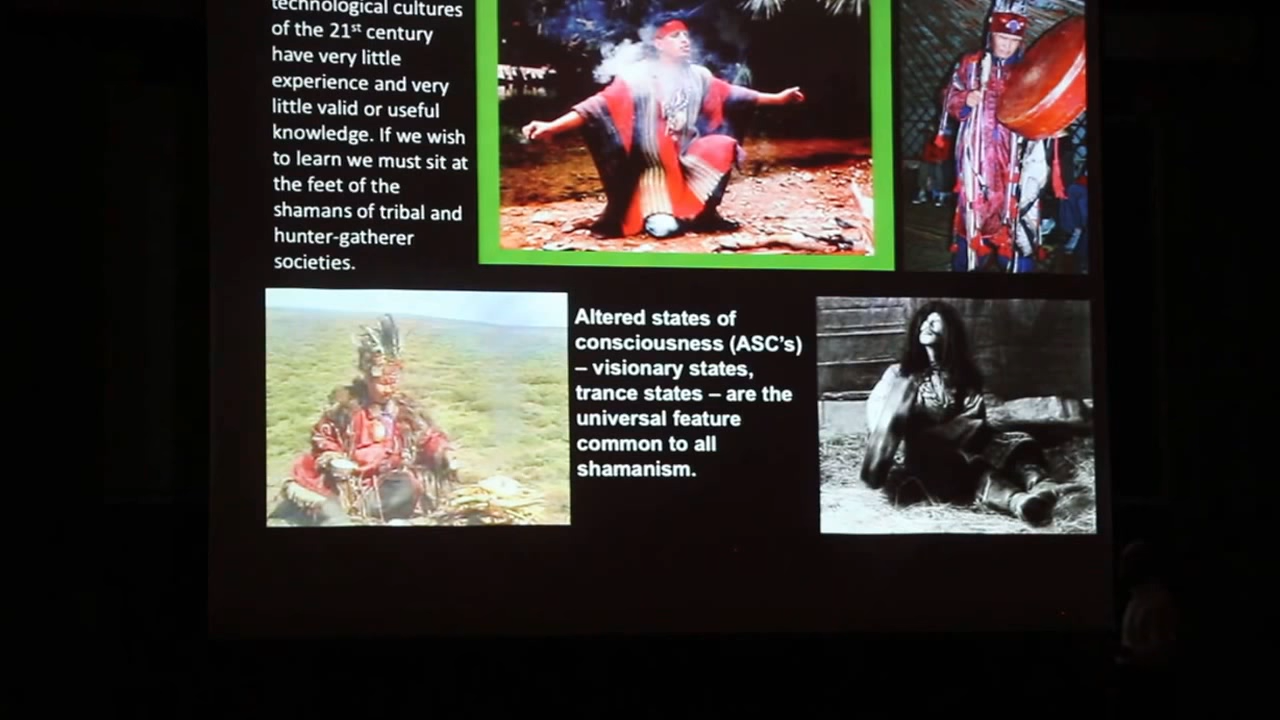 technological cultures
of the 21st century
have very little
experience and very
little valid or useful
knowledge. If we wish
to learn we must sit at
the feet of the
shamans of tribal and
hunter-gatherer
societies.
Altered states of
consciousness (ASC’s)
– visionary states,
trance states – are the
universal feature
common to all
shamanism.